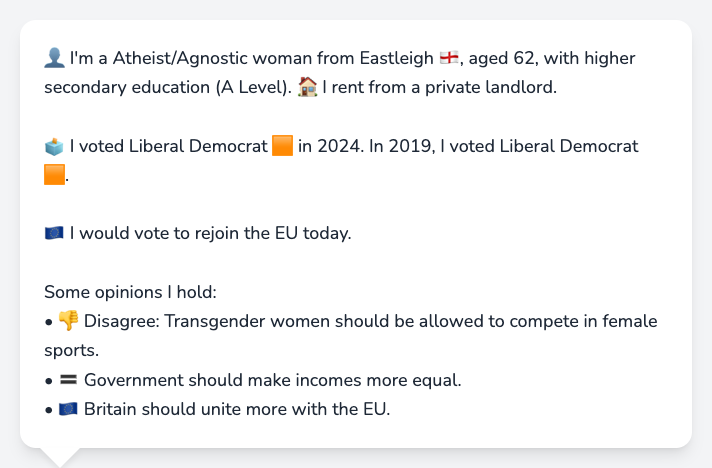 👤 I'm a Atheist/Agnostic woman from Eastleigh 🏴󠁧󠁢󠁥󠁮󠁧󠁿, aged 62, with higher
secondary education (A Level). 🏠 I rent from a private landlord.
🗳️ I voted Liberal Democrat 🟧 in 2024. In 2019, I voted Liberal Democrat
🟧.
🇪🇺 I would vote to rejoin the EU today.
Some opinions I hold:
• 👎 Disagree: Transgender women should be allowed to compete in female
sports.
• 🟰 Government should make incomes more equal.
• 🇪🇺 Britain should unite more with the EU.